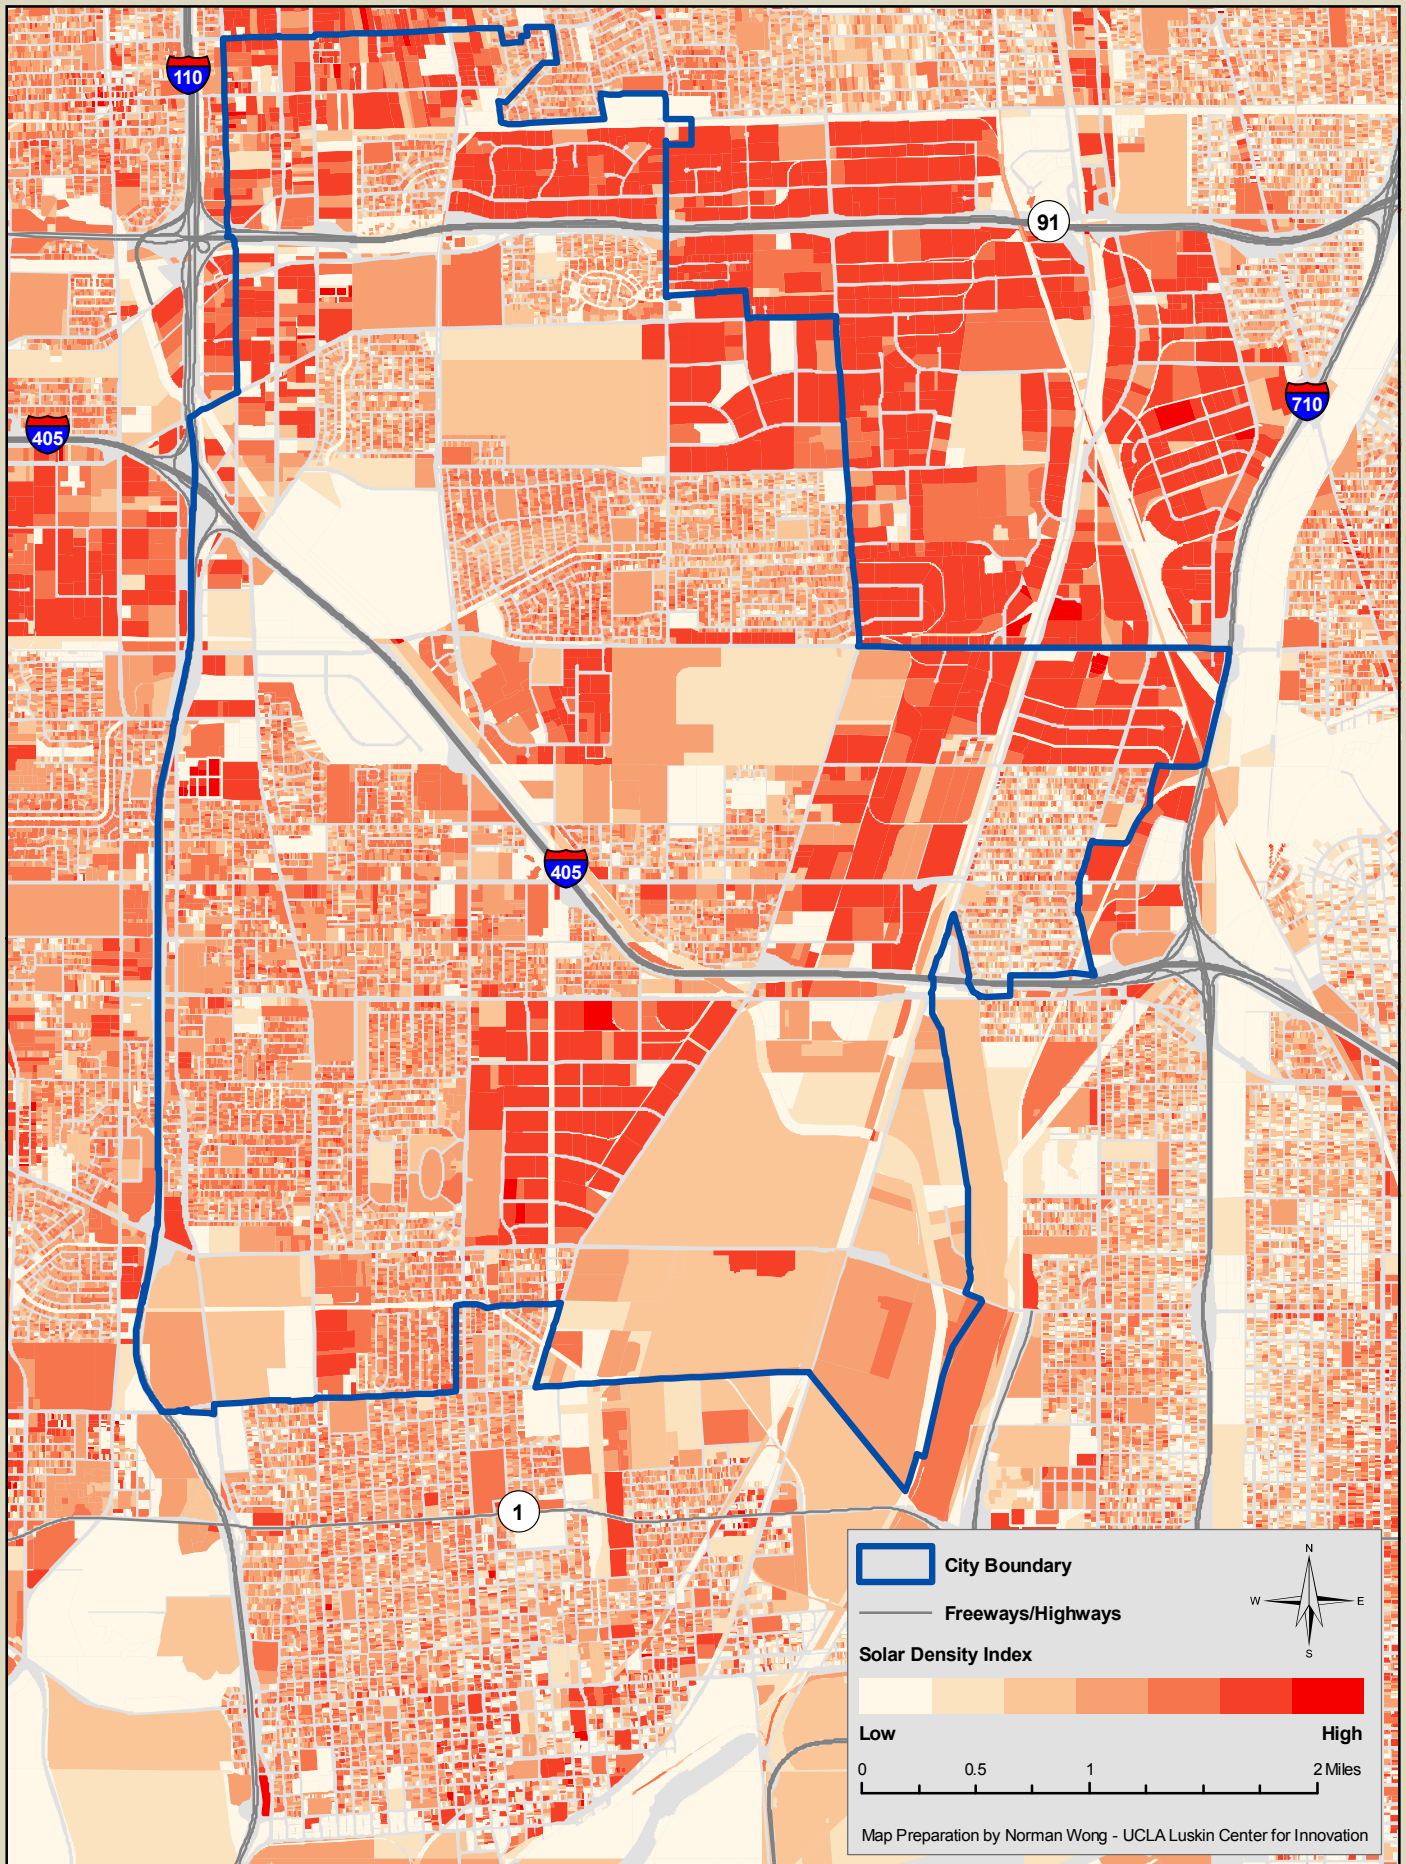 110
91
405
710
405
1
City Boundary
Freeways/Highways
N
W E
S
Solar Density Index
Low High
0 0.5 1 2 Miles
Map Preparation by Norman Wong - UCLA Luskin Center for Innovation